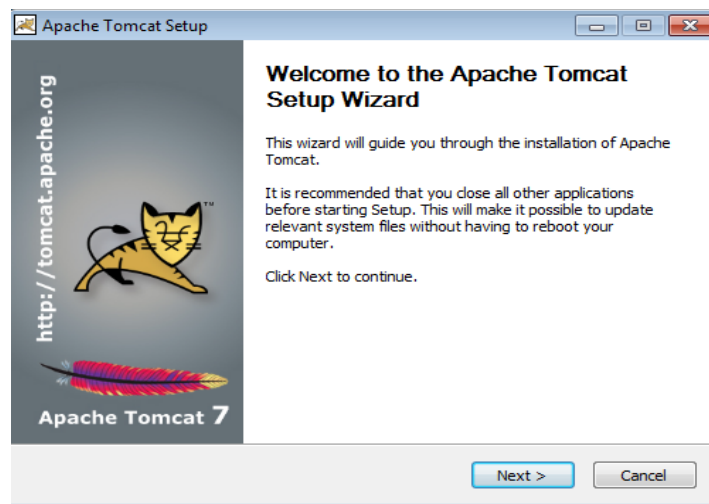 Apache Tomcat Setup
http://tomcat.apache.org
TM
Apache Tomcat 7
Welcome to the Apache Tomcat
Setup Wizard
This wizard will guide you through the installation of Apache
Tomcat.
It is recommended that you close all other applications
before starting Setup. This will make it possible to update
relevant system files without having to reboot your
computer.
Click Next to continue.
Next >
Cancel